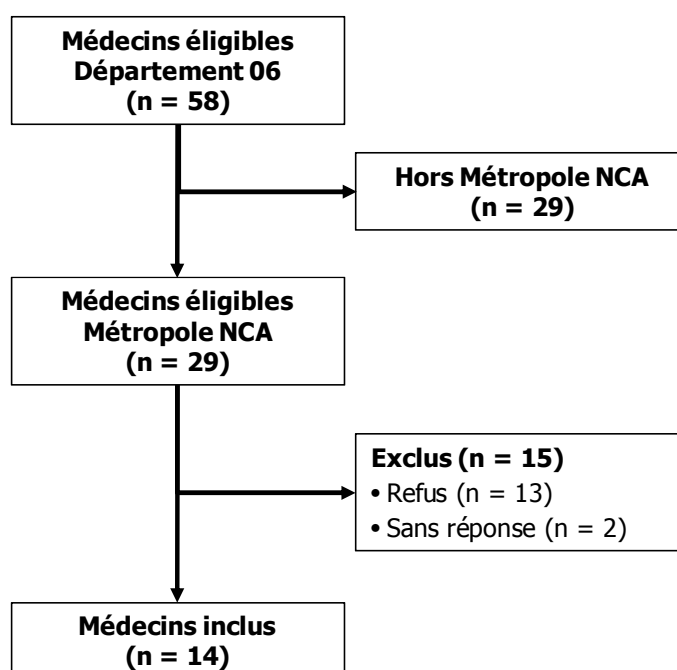 Médecins éligibles
Département 06
(n = 58)
Hors Métropole NCA
(n = 29)
Médecins éligibles
Métropole NCA
(n = 29)
Exclus (n = 15)
• Refus (n = 13)
• Sans réponse (n = 2)
Médecins inclus
(n = 14)